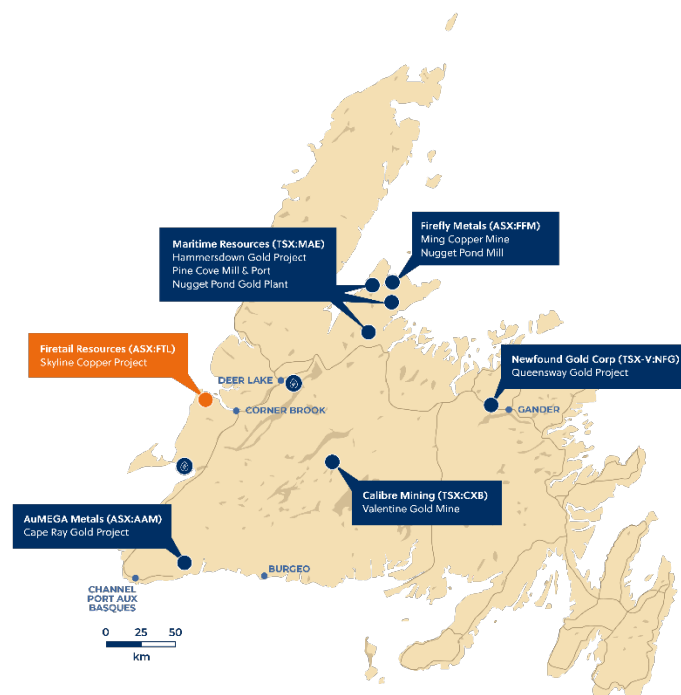 Firefly Metals (ASX:FFM)
Ming Copper Mine
Nugget Pond Mill
Maritime Resources (TSX:MAE)
Hammersdown Gold Project
Pine Cove Mill & Port
Nugget Pond Gold Plant
Firetail Resources (ASX:FTL)
Skyline Copper Project
Newfound Gold Corp (TSX-V:NFG)
Queensway Gold Project
DEER LAKE
CORNER BROOK
GANDER
Calibre Mining (TSX:CXB)
Valentine Gold Mine
AuMEGA Metals (ASX:AAM)
Cape Ray Gold Project
BURGEO
CHANNEL
PORT AUX
BASQUES
0 25 50
km